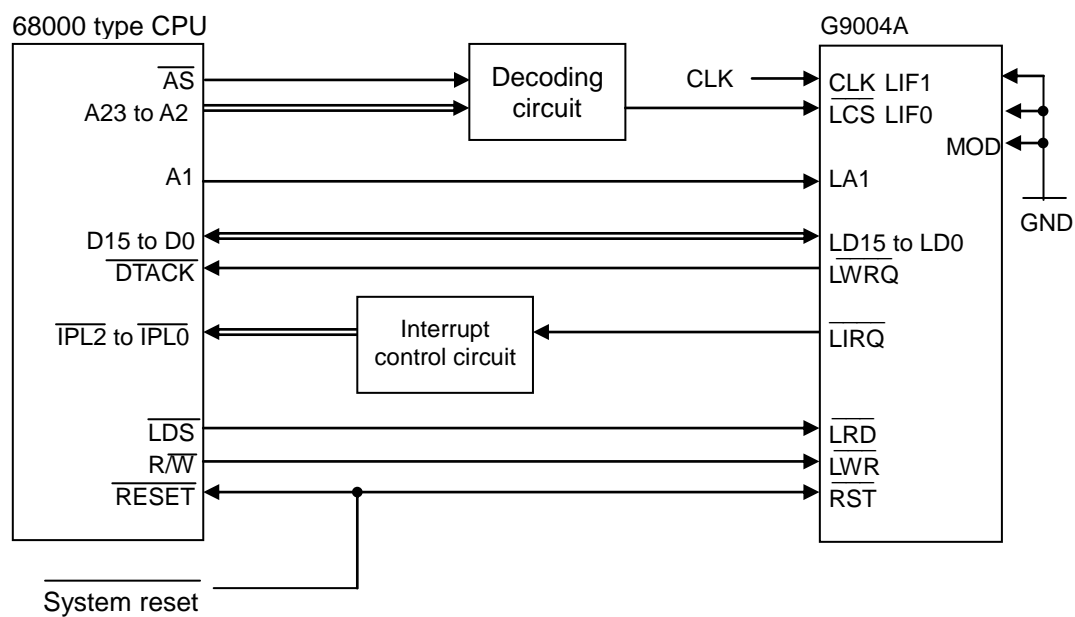 68000 type CPU
G9004A
AS
A23 to A2
Decoding
circuit
CLK
CLK LIF1
LCS LIF0
MOD
A1
LA1
GND
D15 to D0
LD15 to LD0
DTACK
LWRQ
IPL2 to IPL0
Interrupt
control circuit
LIRQ
LDS
LRD
R/W
LWR
RESET
RST
System reset